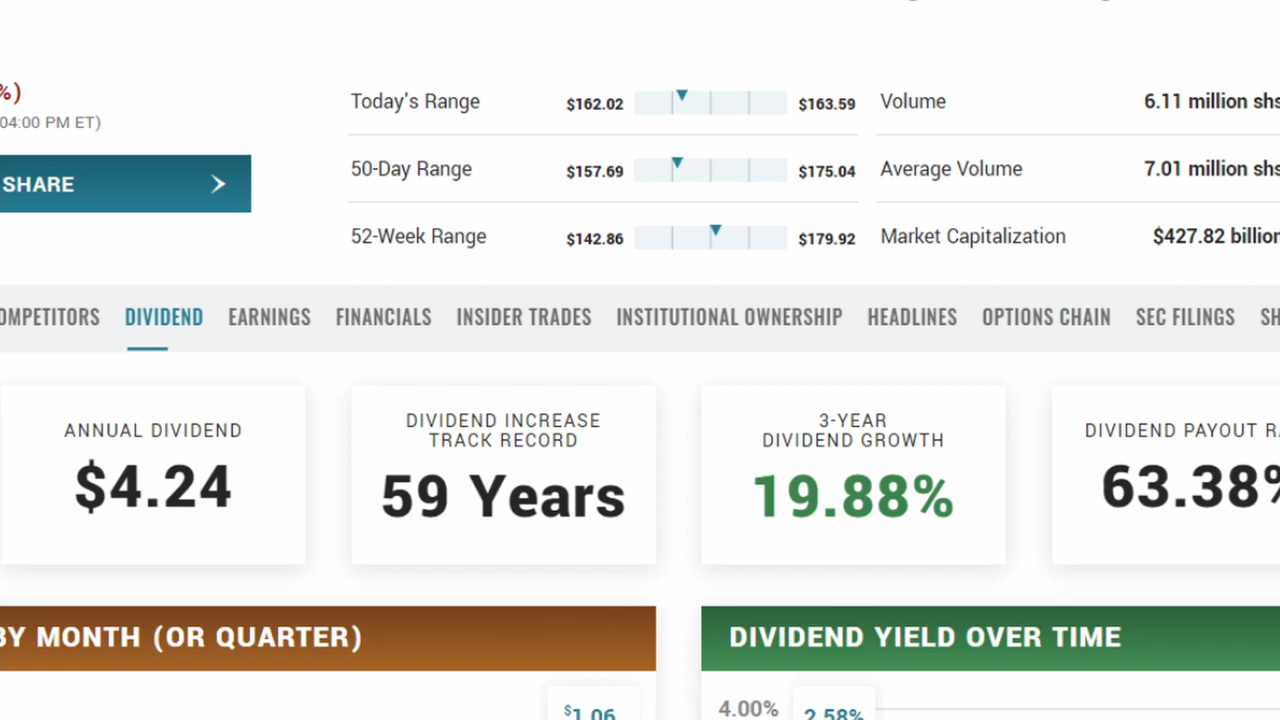 %)
04:00 PM ET)
SHARE
Today's Range $162.02 $163.59 Volume 6.11 million shs
50-Day Range $157.69 $175.04 Average Volume 7.01 million shs
52-Week Range $142.86 $179.92 Market Capitalization $427.82 billion
OMPETITORS DIVIDEND EARNINGS FINANCIALS INSIDER TRADES INSTITUTIONAL OWNERSHIP HEADLINES OPTIONS CHAIN SEC FILINGS SH
ANNUAL DIVIDEND
$4.24
DIVIDEND INCREASE
TRACK RECORD
59 Years
3-YEAR
DIVIDEND GROWTH
19.88%
DIVIDEND PAYOUT RA
63.38%
BY MONTH (OR QUARTER)
DIVIDEND YIELD OVER TIME
$1.06
4.00% 2.58%